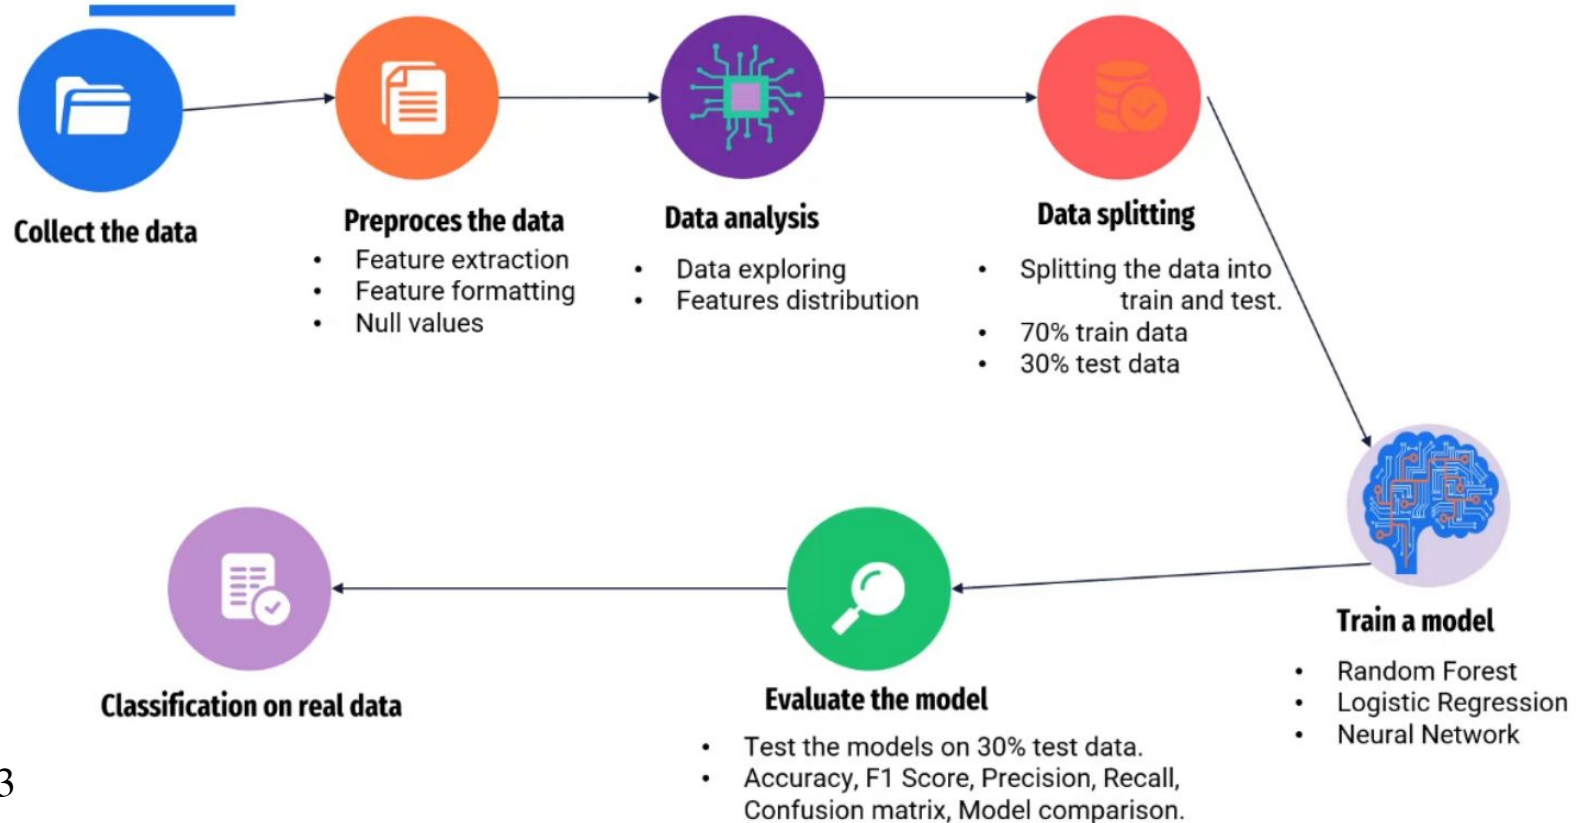 Collect the data
Preproces the data
• Feature extraction
• Feature formatting
• Null values
Data analysis
• Data exploring
• Features distribution
Data splitting
• Splitting the data into
train and test.
• 70% train data
• 30% test data
Train a model
• Random Forest
• Logistic Regression
• Neural Network
Evaluate the model
• Test the models on 30% test data.
• Accuracy, F1 Score, Precision, Recall,
Confusion matrix, Model comparison.
Classification on real data
3